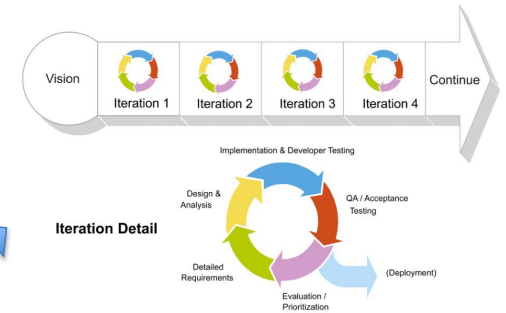 Vision
Iteration 1
Iteration 2
Iteration 3
Iteration 4
Continue
Implementation & Developer Testing
Design &
Analysis
QA / Acceptance
Testing
Iteration Detail
Detailed
Requirements
(Deployment)
Evaluation /
Prioritization